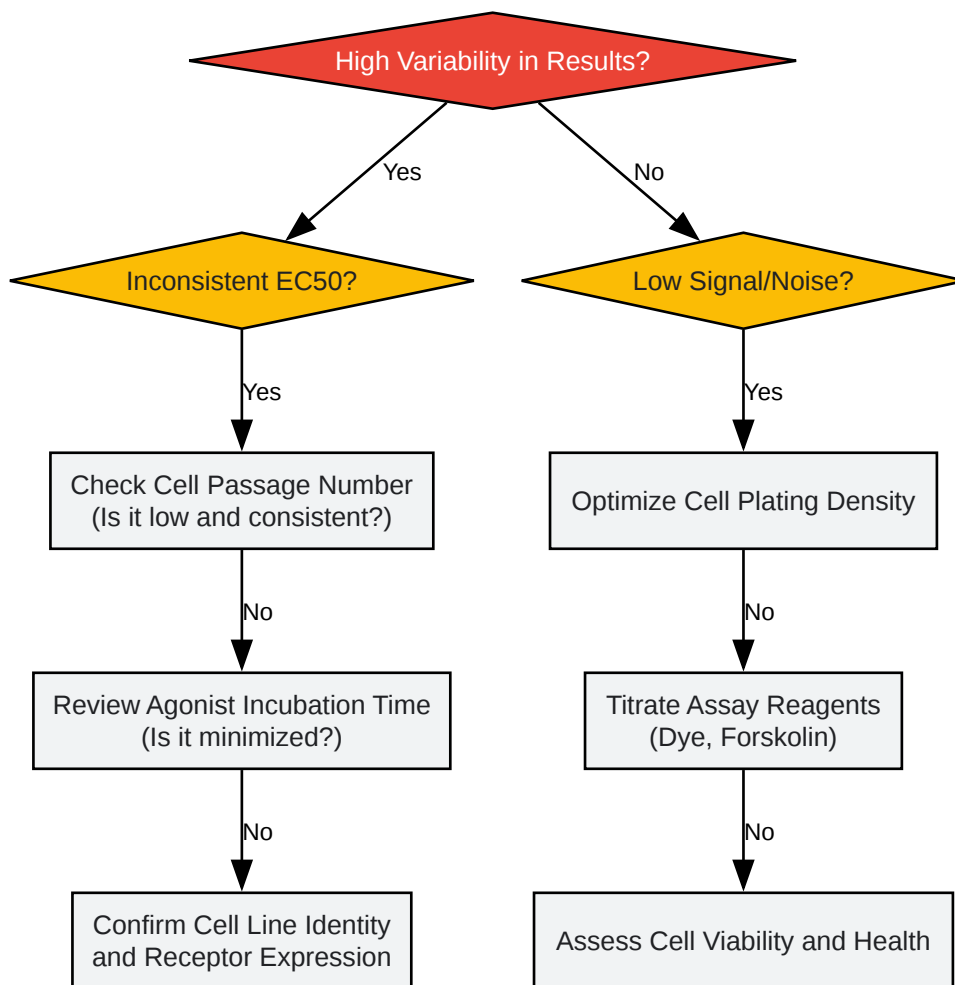 High Variability in Results?
Yes
No
Inconsistent EC50?
Low Signal/Noise?
Yes
Yes
Check Cell Passage Number
(Is it low and consistent?)
Optimize Cell Plating Density
No
No
Review Agonist Incubation Time
(Is it minimized?)
Titrate Assay Reagents
(Dye, Forskolin)
No
No
Confirm Cell Line Identity
and Receptor Expression
Assess Cell Viability and Health